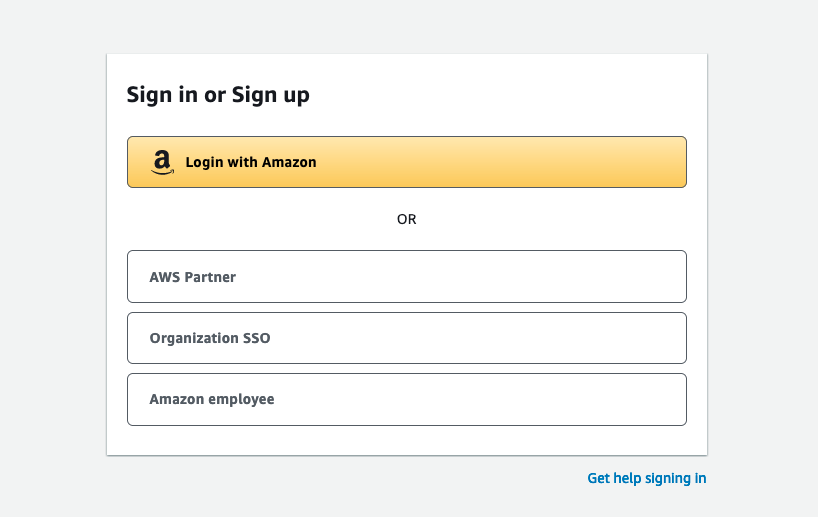 Sign in or Sign up
Login with Amazon
OR
AWS Partner
Organization SSO
Amazon employee
Get help signing in